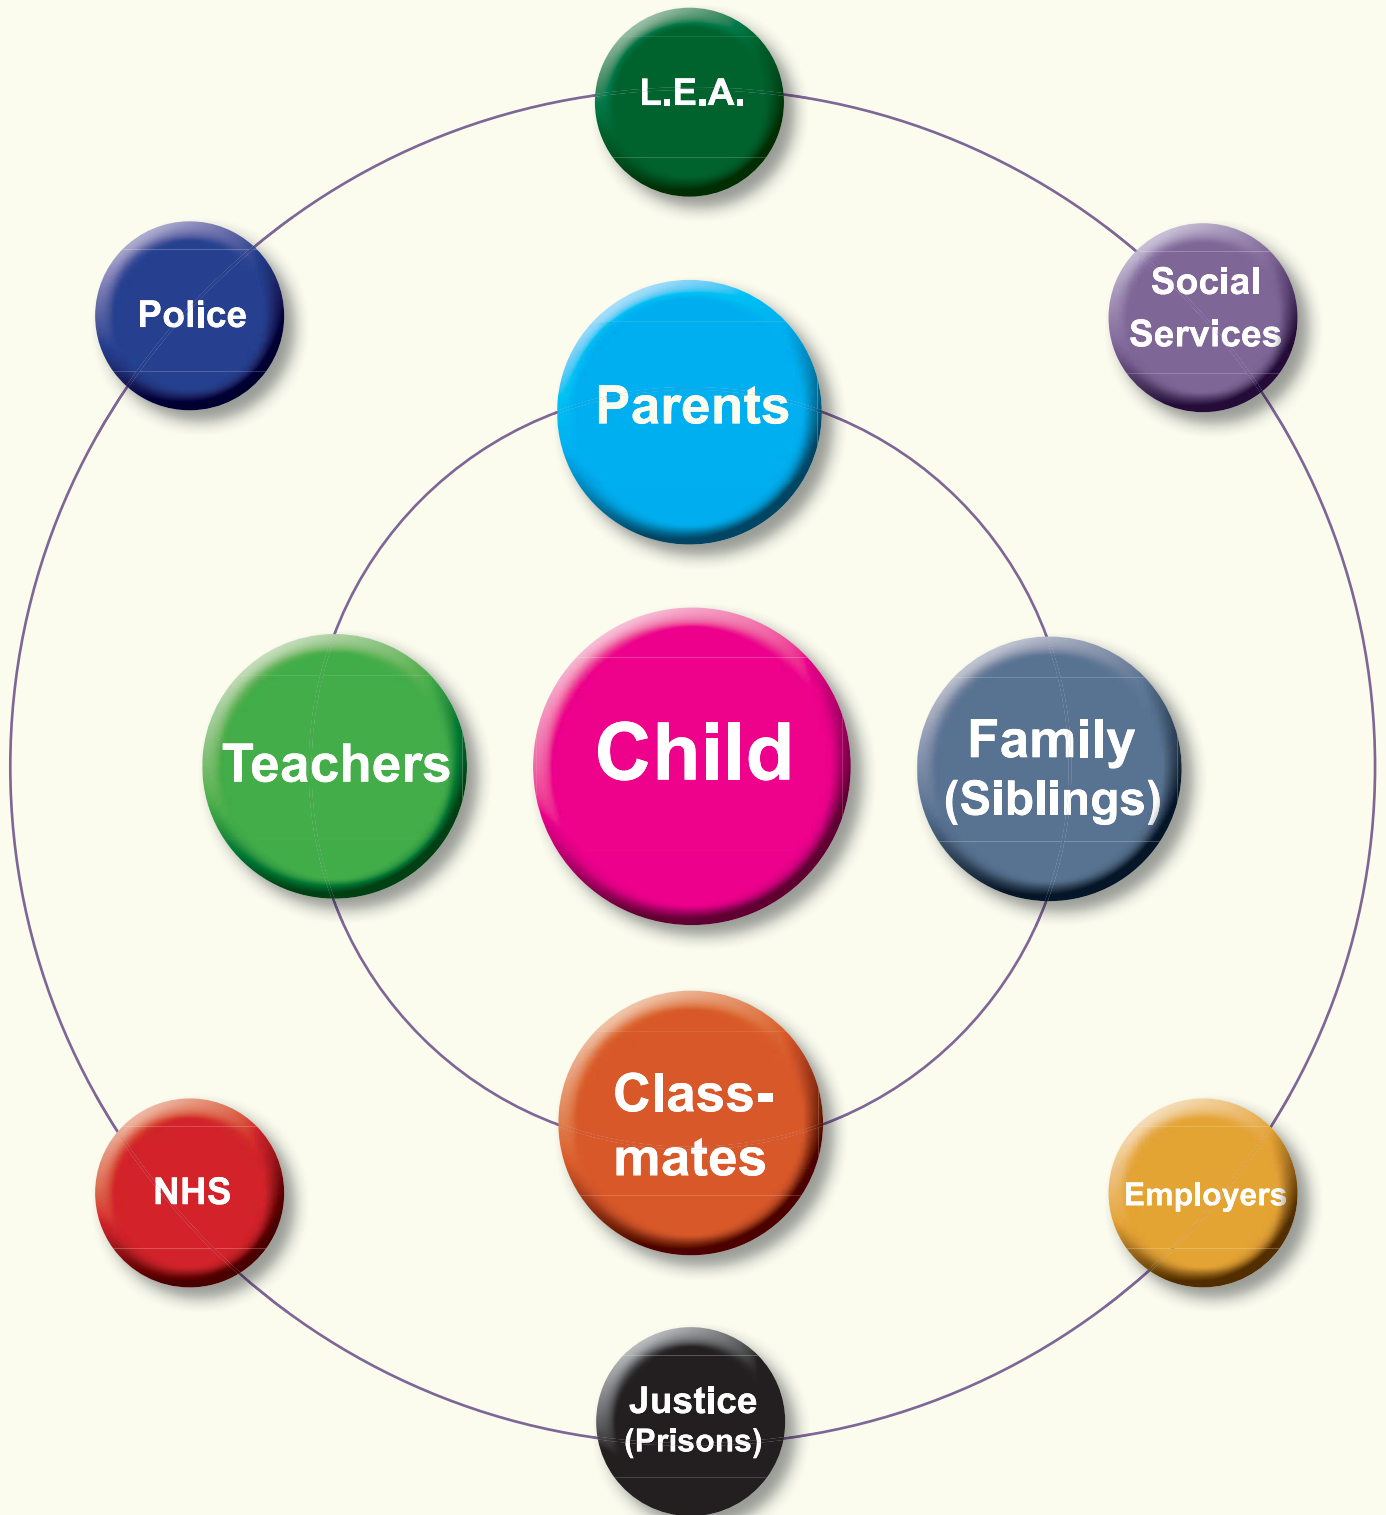 L.E.A.
Police
Social
Services
Parents
Teachers
Child
Family
(Siblings)
Class-
mates
NHS
Employers
Justice
(Prisons)